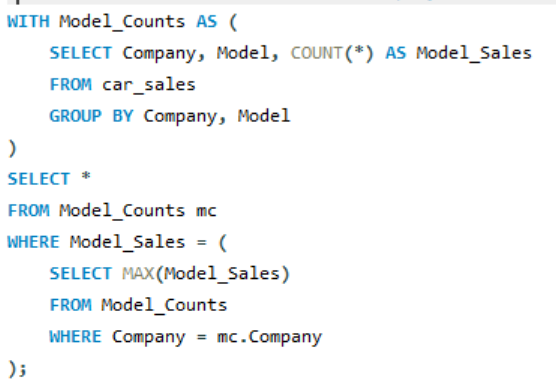 WITH Model_Counts AS (
    SELECT Company, Model, COUNT(*) AS Model_Sales
    FROM car_sales
    GROUP BY Company, Model
)
SELECT *
FROM Model_Counts mc
WHERE Model_Sales = (
    SELECT MAX(Model_Sales)
    FROM Model_Counts
    WHERE Company = mc.Company
);